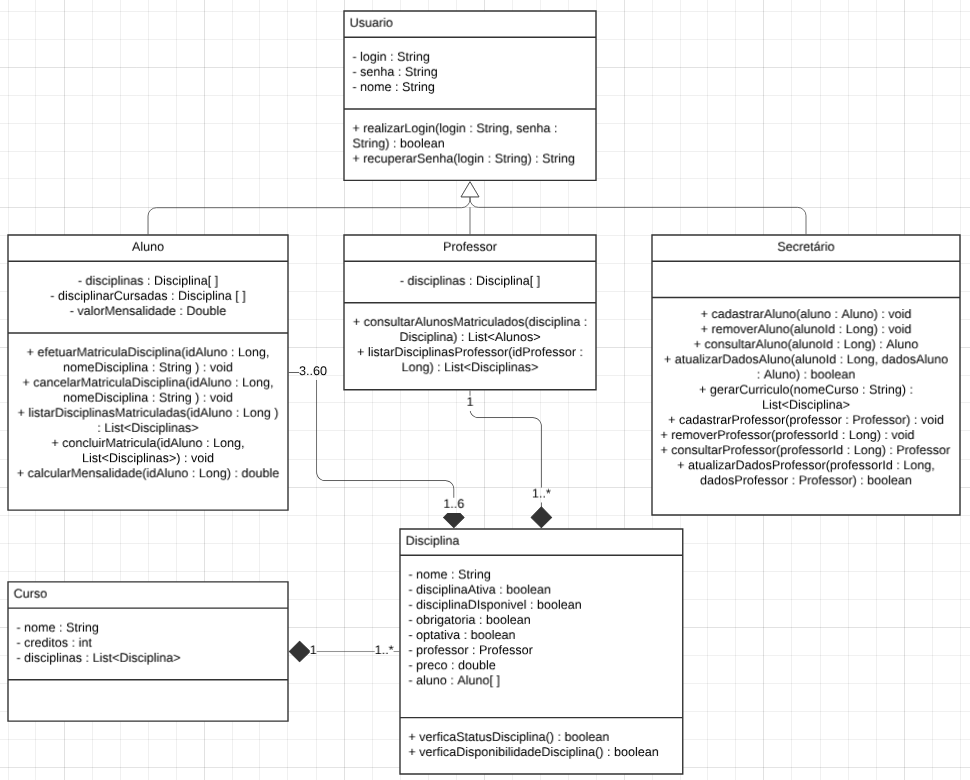 Usuario
- login : String
- senha : String
- nome : String
+ realizarLogin(login : String, senha :
String) : boolean
+ recuperarSenha(login : String) : String
Aluno
- disciplinas : Disciplina[ ]
- disciplinarCursadas : Disciplina [ ]
- valorMensalidade : Double
+ efetuarMatriculaDisciplina(idAluno : Long,
nomeDisciplina : String ) : void
+ cancelarMatriculaDisciplina(idAluno : Long,
nomeDisciplina : String ) : void
+ listarDisciplinasMatriculadas(idAluno : Long )
: List<Disciplinas>
+ concluirMatricula(idAluno : Long,
List<Disciplinas>) : void
+ calcularMensalidade(idAluno : Long) : double
Professor
- disciplinas : Disciplina[ ]
+ consultarAlunosMatriculados(disciplina :
Disciplina) : List<Alunos>
+ listarDisciplinasProfessor(idProfessor :
Long) : List<Disciplinas>
Secretário
+ cadastrarAluno(aluno : Aluno) : void
+ removerAluno(alunoId : Long) : void
+ consultarAluno(alunoId : Long) : Aluno
+ atualizarDadosAluno(alunoId : Long, dadosAluno
: Aluno) : boolean
+ gerarCurriculo(nomeCurso : String) :
List<Disciplina>
+ cadastrarProfessor(professor : Professor) : void
+ removerProfessor(professorId : Long) : void
+ consultarProfessor(professorId : Long) : Professor
+ atualizarDadosProfessor(professorId : Long,
dadosProfessor : Professor) : boolean
3..60
1
1..6
1..*
Disciplina
- nome : String
- disciplinaAtiva : boolean
- disciplinaDIsponivel : boolean
- obrigatoria : boolean
- optativa : boolean
- professor : Professor
- preco : double
- aluno : Aluno[ ]
+ verficaStatusDisciplina() : boolean
+ verficaDisponibilidadeDisciplina() : boolean
Curso
- nome : String
- creditos : int
- disciplinas : List<Disciplina>
1
1..*